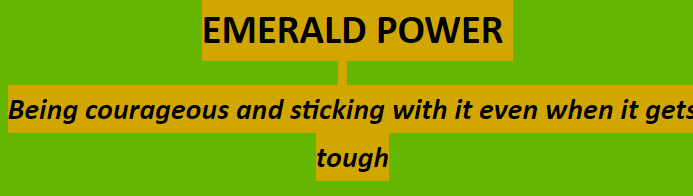 EMERALD POWER
Being courageous and sticking with it even when it gets
tough